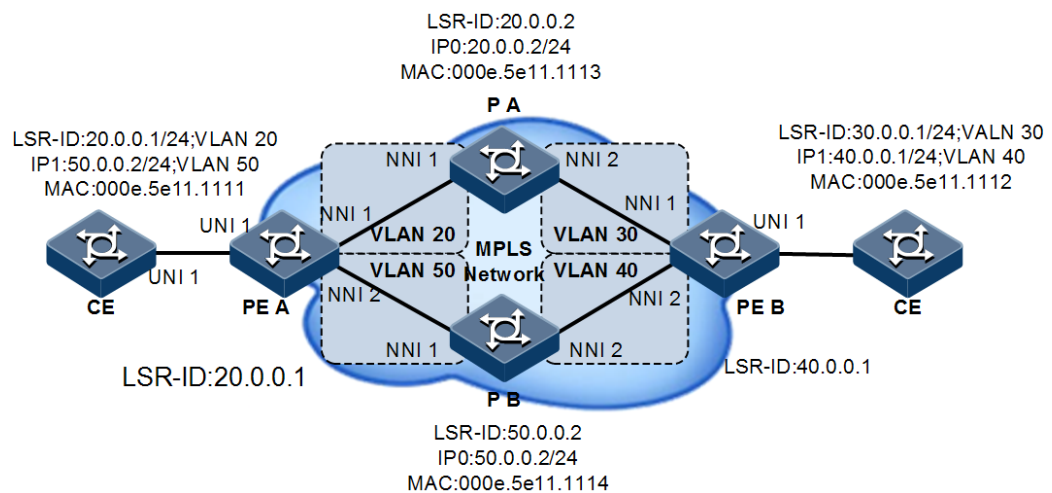 LSR-ID:20.0.0.2
IP0:20.0.0.2/24
MAC:000e.5e11.1113
P A
LSR-ID:20.0.0.1/24;VLAN 20
IP1:50.0.0.2/24;VLAN 50
MAC:000e.5e11.1111
LSR-ID:30.0.0.1/24;VALN 30
IP1:40.0.0.1/24;VLAN 40
MAC:000e.5e11.1112
NNI 1
NNI 2
UNI 1
NNI 1
NNI 1
UNI 1
VLAN 20
MPLS
VLAN 30
UNI 1
VLAN 50
Network
VLAN 40
CE
PE A
NNI 2
NNI 2
PE B
CE
NNI 1
NNI 2
LSR-ID:20.0.0.1
LSR-ID:40.0.0.1
P B
LSR-ID:50.0.0.2
IP0:50.0.0.2/24
MAC:000e.5e11.1114